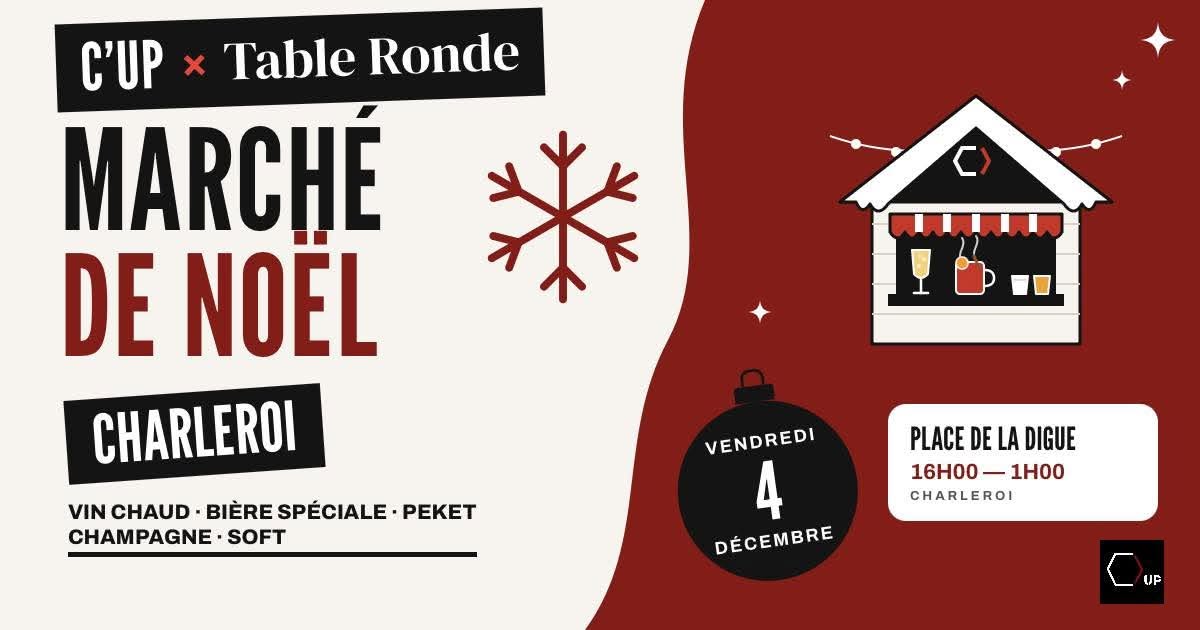 C'UP × Table Ronde
MARCHÉ
DE NOËL
CHARLEROI
VIN CHAUD · BIÈRE SPÉCIALE · PEKET
CHAMPAGNE · SOFT
VENDREDI
4
DÉCEMBRE
PLACE DE LA DIGUE
16H00 — 1H00
CHARLEROI
UP